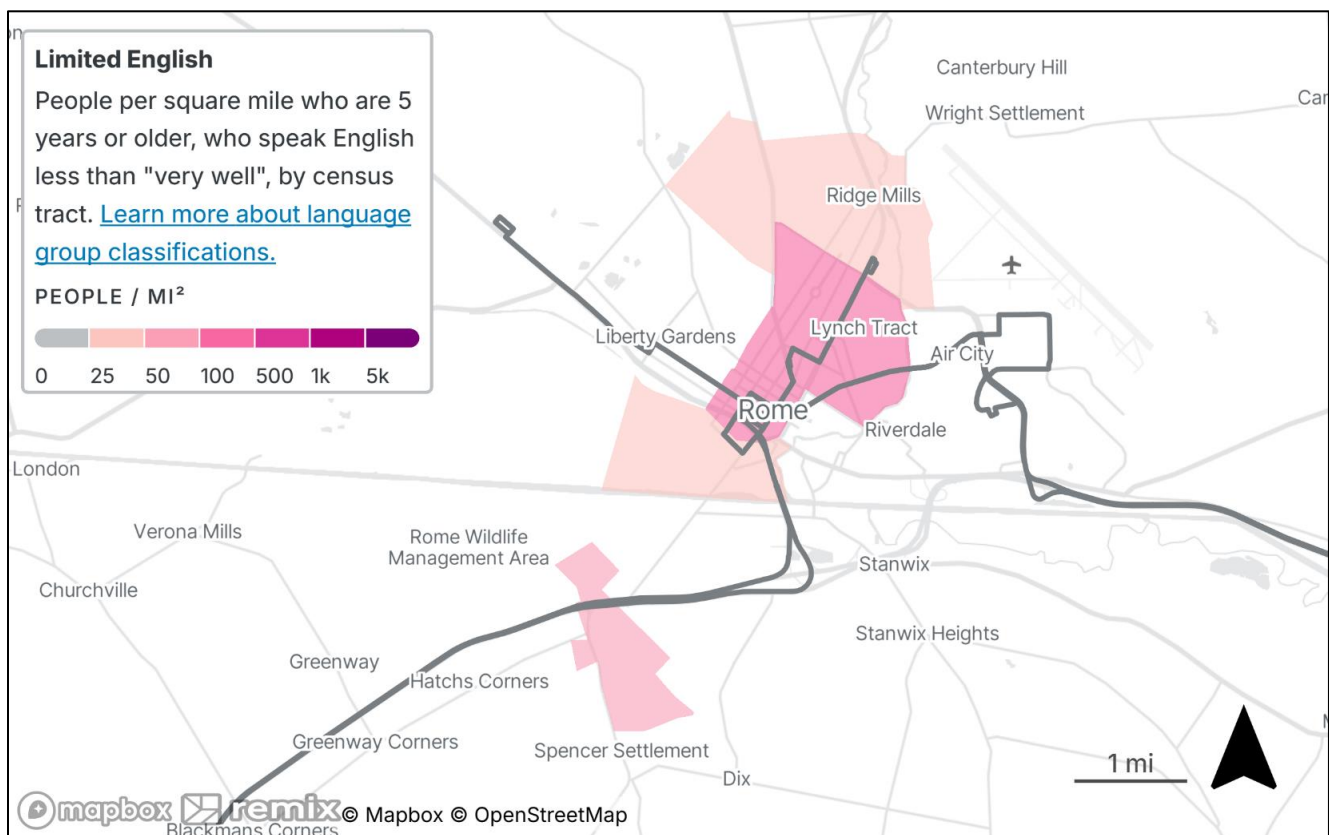 Limited English
People per square mile who are 5
years or older, who speak English
less than "very well", by census
tract. Learn more about language
group classifications.
PEOPLE / MI²
0 25 50 100 500 1k 5k
Canterbury Hill
Wright Settlement
Ridge Mills
Lynch Tract
Liberty Gardens
Air City
Rome
Riverdale
London
Verona Mills
Rome Wildlife
Management Area
Stanwix
Churchville
Stanwix Heights
Greenway
Hatchs Corners
Greenway Corners
Spencer Settlement
Dix
1 mi
mapbox remix © Mapbox © OpenStreetMap
Blackmans Corners